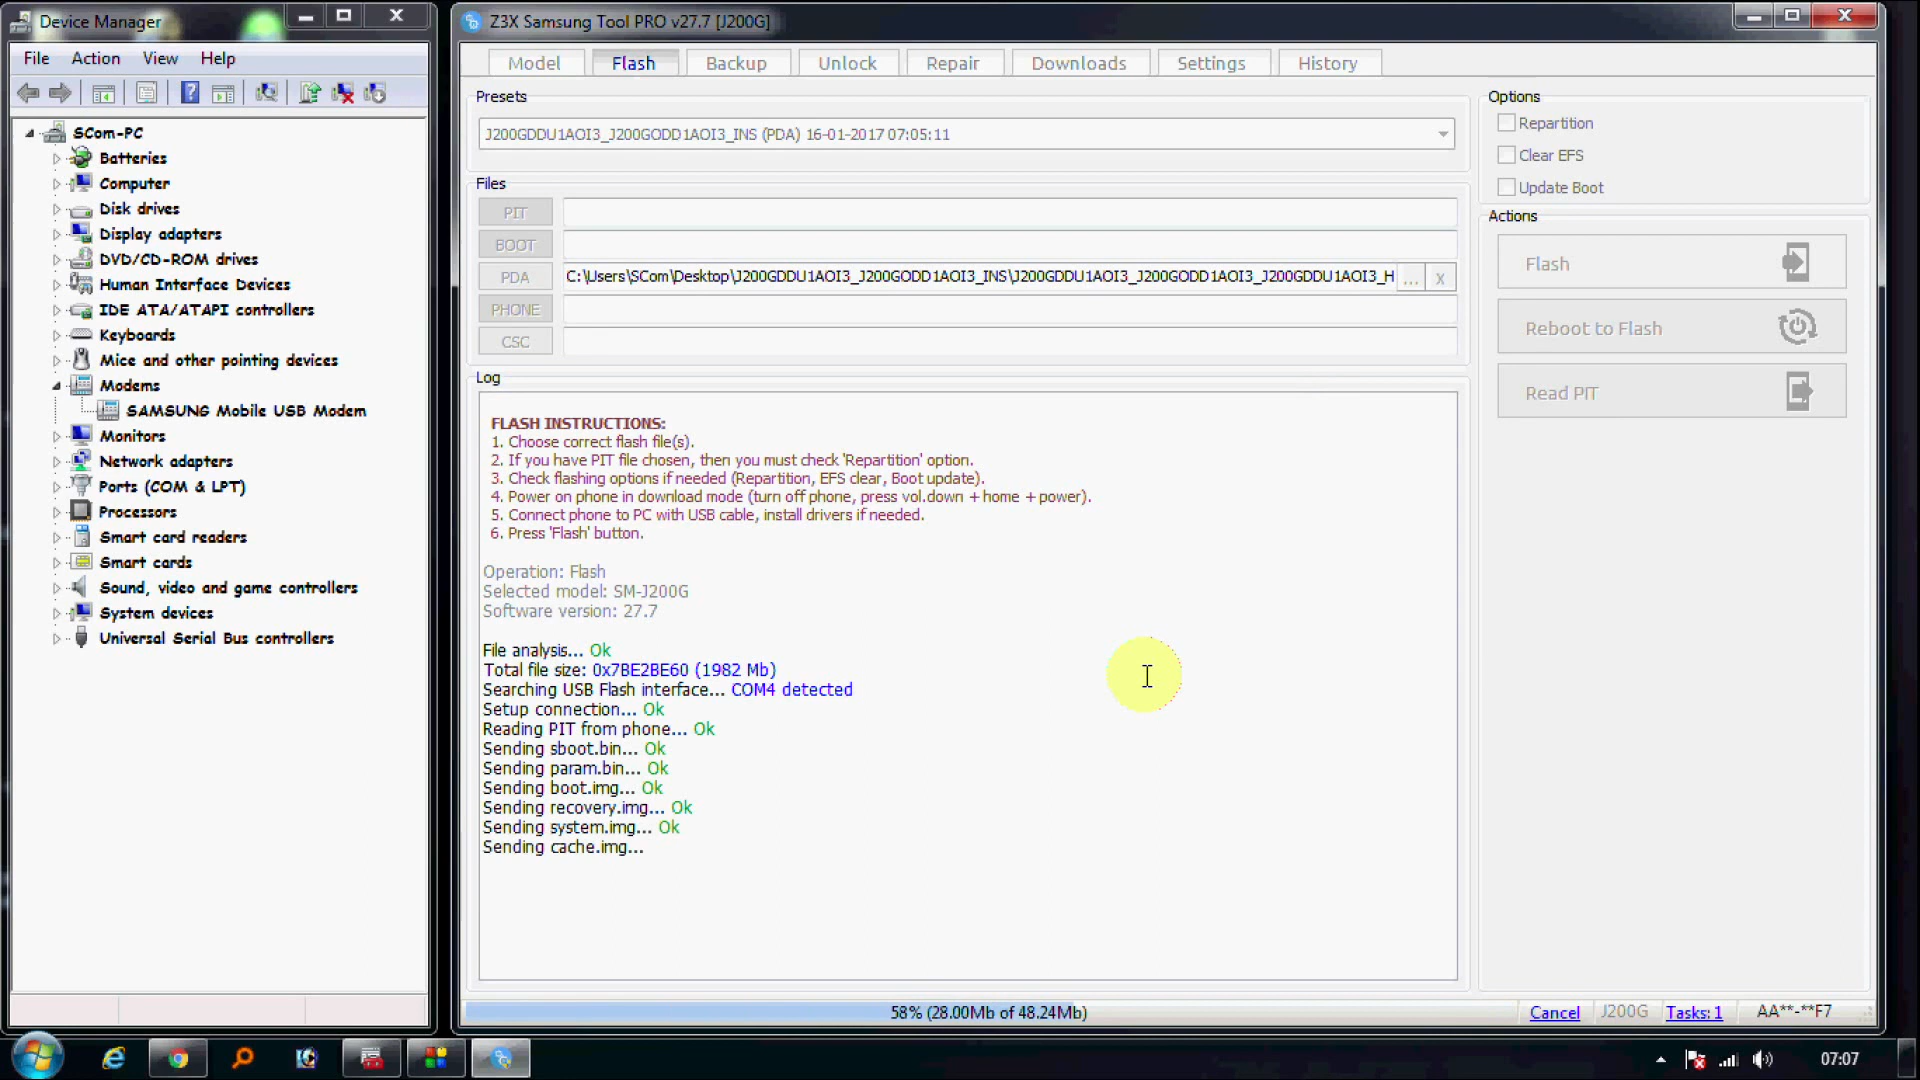 Device Manager
File Action View Help
SCom-PC
Batteries
Computer
Disk drives
Display adapters
DVD/CD-ROM drives
Human Interface Devices
IDE ATA/ATAPI controllers
Keyboards
Mice and other pointing devices
Modems
SAMSUNG Mobile USB Modem
Monitors
Network adapters
Ports (COM & LPT)
Processors
Smart card readers
Smart cards
Sound, video and game controllers
System devices
Universal Serial Bus controllers
Z3X Samsung Tool PRO v27.7 [J200G]
Model Flash Backup Unlock Repair Downloads Settings History
Presets
J200GDDU1AOI3_J200GODD1AOI3_INS (PDA) 16-01-2017 07:05:11
Files
PIT
BOOT
PDA C:\Users\SCom\Desktop\J200GDDU1AOI3_J200GODD1AOI3_INS\J200GDDU1AOI3_J200GODD1AOI3_J200GDDU1AOI3_H ... x
PHONE
CSC
Log
FLASH INSTRUCTIONS:
1. Choose correct flash file(s).
2. If you have PIT file chosen, then you must check 'Repartition' option.
3. Check flashing options if needed (Repartition, EFS clear, Boot update).
4. Power on phone in download mode (turn off phone, press vol.down + home + power).
5. Connect phone to PC with USB cable, install drivers if needed.
6. Press 'Flash' button.
Operation: Flash
Selected model: SM-J200G
Software version: 27.7
File analysis... Ok
Total file size: 0x7BE2BE60 (1982 Mb)
Searching USB Flash interface... COM4 detected
Setup connection... Ok
Reading PIT from phone... Ok
Sending sboot.bin... Ok
Sending param.bin... Ok
Sending boot.img... Ok
Sending recovery.img... Ok
Sending system.img... Ok
Sending cache.img...
Options
Repartition
Clear EFS
Update Boot
Actions
Flash
Reboot to Flash
Read PIT
58% (28.00Mb of 48.24Mb) Cancel J200G Tasks: 1 AA**-**F7
07:07